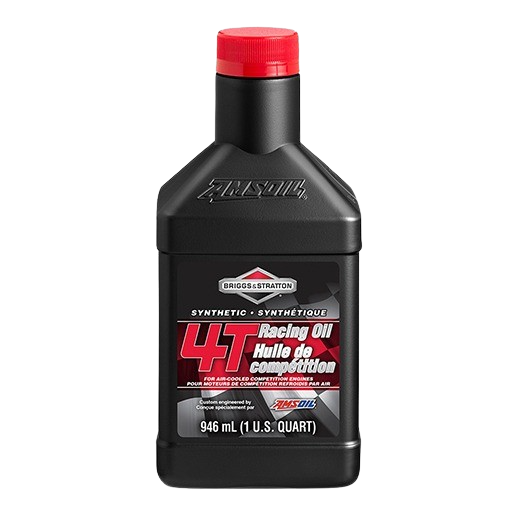 AMSOIL
BRIGGS & STRATTON
SYNTHETIC • SYNTHÉTIQUE
4T Racing Oil
Huile de
compétition
FOR AIR-COOLED COMPETITION ENGINES
POUR MOTEURS DE COMPÉTITION REFROIDIS PAR AIR
Custom engineered by
Conçue spécialement par
AMSOIL
946 mL (1 U.S. QUART)